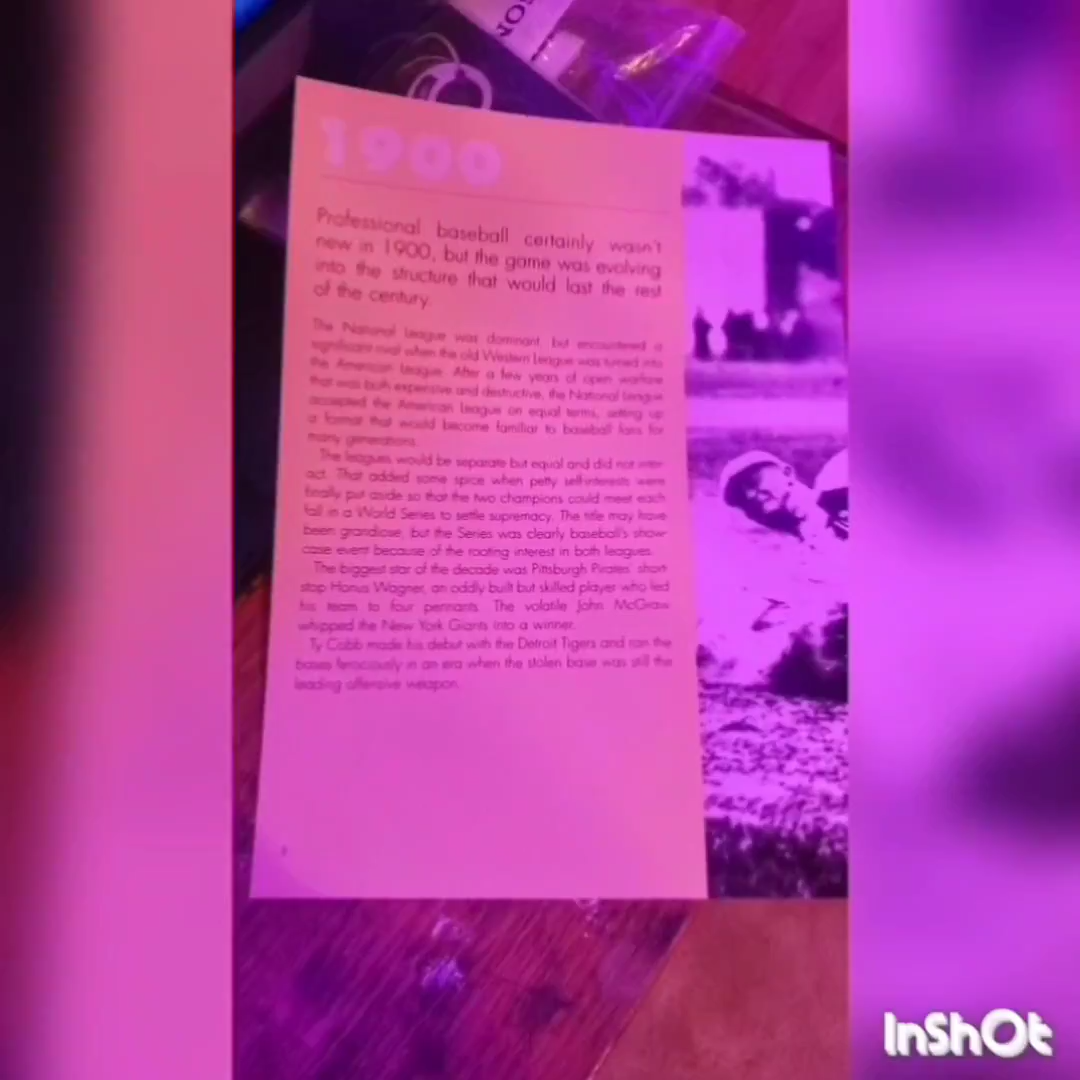 1900
Professional baseball certainly wasn't
new in 1900, but the game was evolving
into the structure that would last the rest
of the century.
The National League was dominant, but encountered a
significant rival when the old Western League was turned into
the American League. After a few years of open warfare
that was both expensive and destructive, the National League
accepted the American League on equal terms, setting up
a format that would become familiar to baseball fans for
many generations.
The leagues would be separate but equal and did not inter-
act. That added some spice when petty self-interests were
finally put aside so that the two champions could meet each
fall in a World Series to settle supremacy. The title may have
been grandiose, but the Series was clearly baseball's show-
case event because of the rooting interest in both leagues.
The biggest star of the decade was Pittsburgh Pirates' short-
stop Honus Wagner, an oddly built but skilled player who led
his team to four pennants. The volatile John McGraw
whipped the New York Giants into a winner.
Ty Cobb made his debut with the Detroit Tigers and ran the
bases ferociously in an era when the stolen base was still the
leading offensive weapon.
InShOt